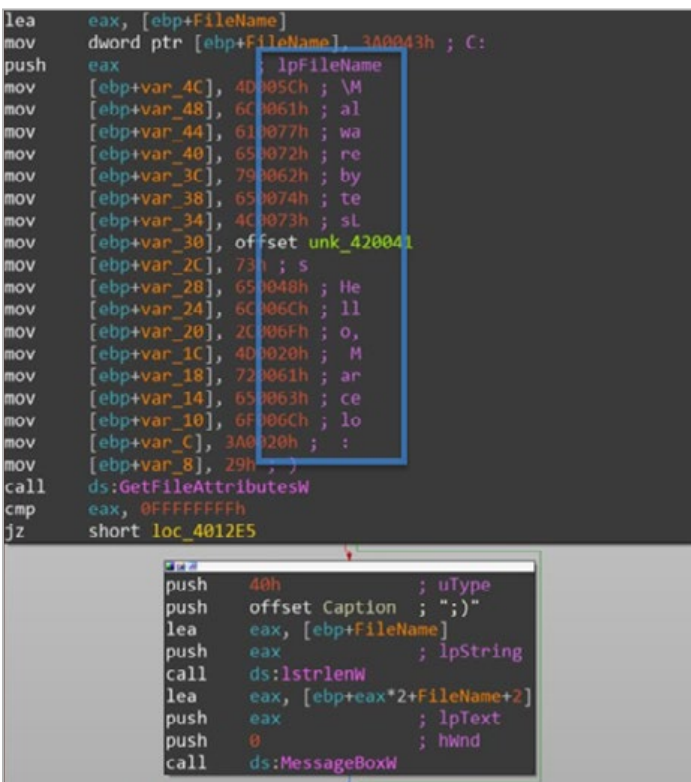 lea eax, [ebp+FileName]
mov dword ptr [ebp+FileName], 3A0043h ; C:
push eax ; lpFileName
mov [ebp+var_4C], 4D005Ch ; \M
mov [ebp+var_48], 6C0061h ; al
mov [ebp+var_44], 610077h ; wa
mov [ebp+var_40], 650072h ; re
mov [ebp+var_3C], 790062h ; by
mov [ebp+var_38], 650074h ; te
mov [ebp+var_34], 4C0073h ; sL
mov [ebp+var_30], offset unk_420041
mov [ebp+var_2C], 73h ; s
mov [ebp+var_28], 650048h ; He
mov [ebp+var_24], 6C006Ch ; ll
mov [ebp+var_20], 2C006Fh ; o,
mov [ebp+var_1C], 4D0020h ;  M
mov [ebp+var_18], 720061h ; ar
mov [ebp+var_14], 650063h ; ce
mov [ebp+var_10], 6F006Ch ; lo
mov [ebp+var_C], 3A0020h ;  :
mov [ebp+var_8], 29h ; )
call ds:GetFileAttributesW
cmp eax, 0FFFFFFFFh
jz short loc_4012E5
push 40h ; uType
push offset Caption ; ";)"
lea eax, [ebp+FileName]
push eax ; lpString
call ds:lstrlenW
lea eax, [ebp+eax*2+FileName+2]
push eax ; lpText
push 0 ; hWnd
call ds:MessageBoxW